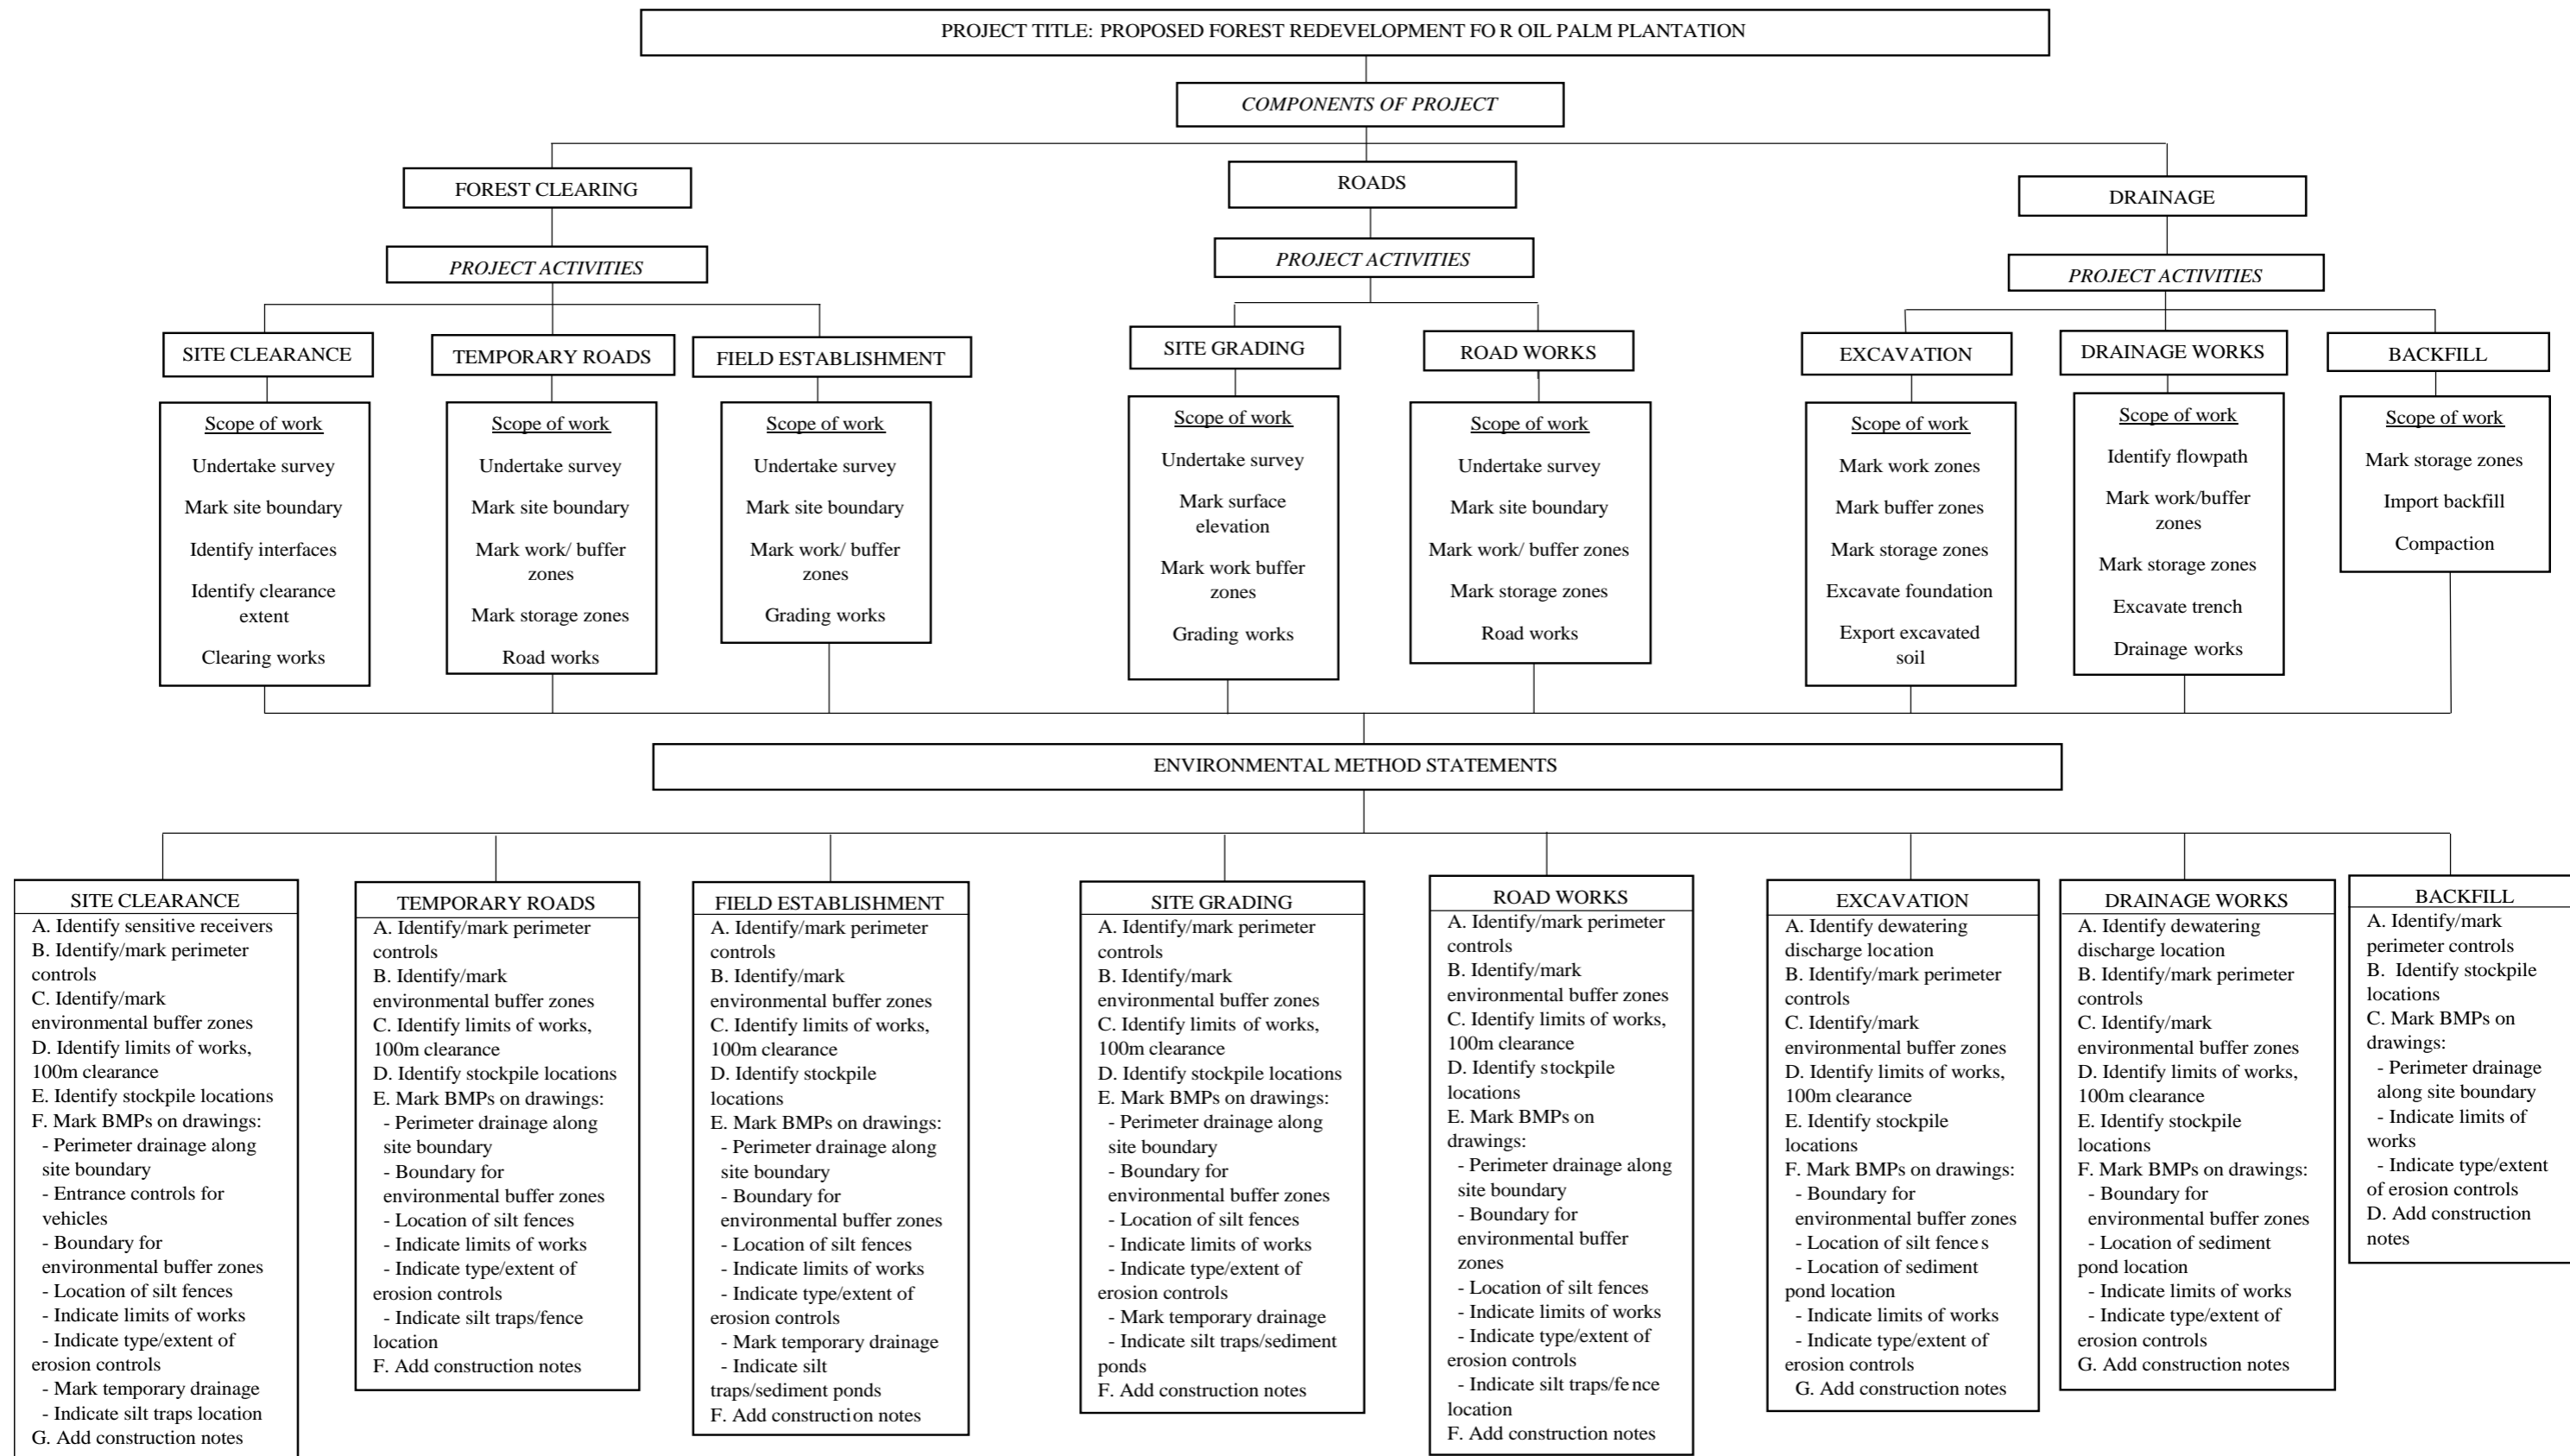 PROJECT TITLE: PROPOSED FOREST REDEVELOPMENT FO R OIL PALM PLANTATION
COMPONENTS OF PROJECT
FOREST CLEARING
ROADS
DRAINAGE
PROJECT ACTIVITIES
PROJECT ACTIVITIES
PROJECT ACTIVITIES
SITE CLEARANCE
TEMPORARY ROADS
FIELD ESTABLISHMENT
SITE GRADING
ROAD WORKS
EXCAVATION
DRAINAGE WORKS
BACKFILL
Scope of work
Undertake survey
Mark site boundary
Identify interfaces
Identify clearance
extent
Clearing works
Scope of work
Undertake survey
Mark site boundary
Mark work/ buffer
zones
Mark storage zones
Road works
Scope of work
Undertake survey
Mark site boundary
Mark work/ buffer
zones
Grading works
Scope of work
Undertake survey
Mark surface
elevation
Mark work buffer
zones
Grading works
Scope of work
Undertake survey
Mark site boundary
Mark work/ buffer zones
Mark storage zones
Road works
Scope of work
Mark work zones
Mark buffer zones
Mark storage zones
Excavate foundation
Export excavated
soil
Scope of work
Identify flowpath
Mark work/buffer
zones
Mark storage zones
Excavate trench
Drainage works
Scope of work
Mark storage zones
Import backfill
Compaction
ENVIRONMENTAL METHOD STATEMENTS
SITE CLEARANCE
A. Identify sensitive receivers
B. Identify/mark perimeter
controls
C. Identify/mark
environmental buffer zones
D. Identify limits of works,
100m clearance
E. Identify stockpile locations
F. Mark BMPs on drawings:
- Perimeter drainage along
site boundary
- Entrance controls for
vehicles
- Boundary for
environmental buffer zones
- Location of silt fences
- Indicate limits of works
- Indicate type/extent of
erosion controls
- Mark temporary drainage
- Indicate silt traps location
G. Add construction notes
TEMPORARY ROADS
A. Identify/mark perimeter
controls
B. Identify/mark
environmental buffer zones
C. Identify limits of works,
100m clearance
D. Identify stockpile locations
E. Mark BMPs on drawings:
- Perimeter drainage along
site boundary
- Boundary for
environmental buffer zones
- Location of silt fences
- Indicate limits of works
- Indicate type/extent of
erosion controls
- Indicate silt traps/fence
location
F. Add construction notes
FIELD ESTABLISHMENT
A. Identify/mark perimeter
controls
B. Identify/mark
environmental buffer zones
C. Identify limits of works,
100m clearance
D. Identify stockpile
locations
E. Mark BMPs on drawings:
- Perimeter drainage along
site boundary
- Boundary for
environmental buffer zones
- Location of silt fences
- Indicate limits of works
- Indicate type/extent of
erosion controls
- Mark temporary drainage
- Indicate silt
traps/sediment ponds
F. Add construction notes
SITE GRADING
A. Identify/mark perimeter
controls
B. Identify/mark
environmental buffer zones
C. Identify limits of works,
100m clearance
D. Identify stockpile locations
E. Mark BMPs on drawings:
- Perimeter drainage along
site boundary
- Boundary for
environmental buffer zones
- Location of silt fences
- Indicate limits of works
- Indicate type/extent of
erosion controls
- Mark temporary drainage
- Indicate silt traps/sediment
ponds
F. Add construction notes
ROAD WORKS
A. Identify/mark perimeter
controls
B. Identify/mark
environmental buffer zones
C. Identify limits of works,
100m clearance
D. Identify stockpile
locations
E. Mark BMPs on
drawings:
- Perimeter drainage along
site boundary
- Boundary for
environmental buffer
zones
- Location of silt fences
- Indicate limits of works
- Indicate type/extent of
erosion controls
- Indicate silt traps/fence
location
F. Add construction notes
EXCAVATION
A. Identify dewatering
discharge location
B. Identify/mark perimeter
controls
C. Identify/mark
environmental buffer zones
D. Identify limits of works,
100m clearance
E. Identify stockpile
locations
F. Mark BMPs on drawings:
- Boundary for
environmental buffer zones
- Location of silt fences
- Location of sediment
pond location
- Indicate limits of works
- Indicate type/extent of
erosion controls
G. Add construction notes
DRAINAGE WORKS
A. Identify dewatering
discharge location
B. Identify/mark perimeter
controls
C. Identify/mark
environmental buffer zones
D. Identify limits of works,
100m clearance
E. Identify stockpile
locations
F. Mark BMPs on drawings:
- Boundary for
environmental buffer zones
- Location of sediment
pond location
- Indicate limits of works
- Indicate type/extent of
erosion controls
G. Add construction notes
BACKFILL
A. Identify/mark
perimeter controls
B. Identify stockpile
locations
C. Mark BMPs on
drawings:
- Perimeter drainage
along site boundary
- Indicate limits of
works
- Indicate type/extent
of erosion controls
D. Add construction
notes